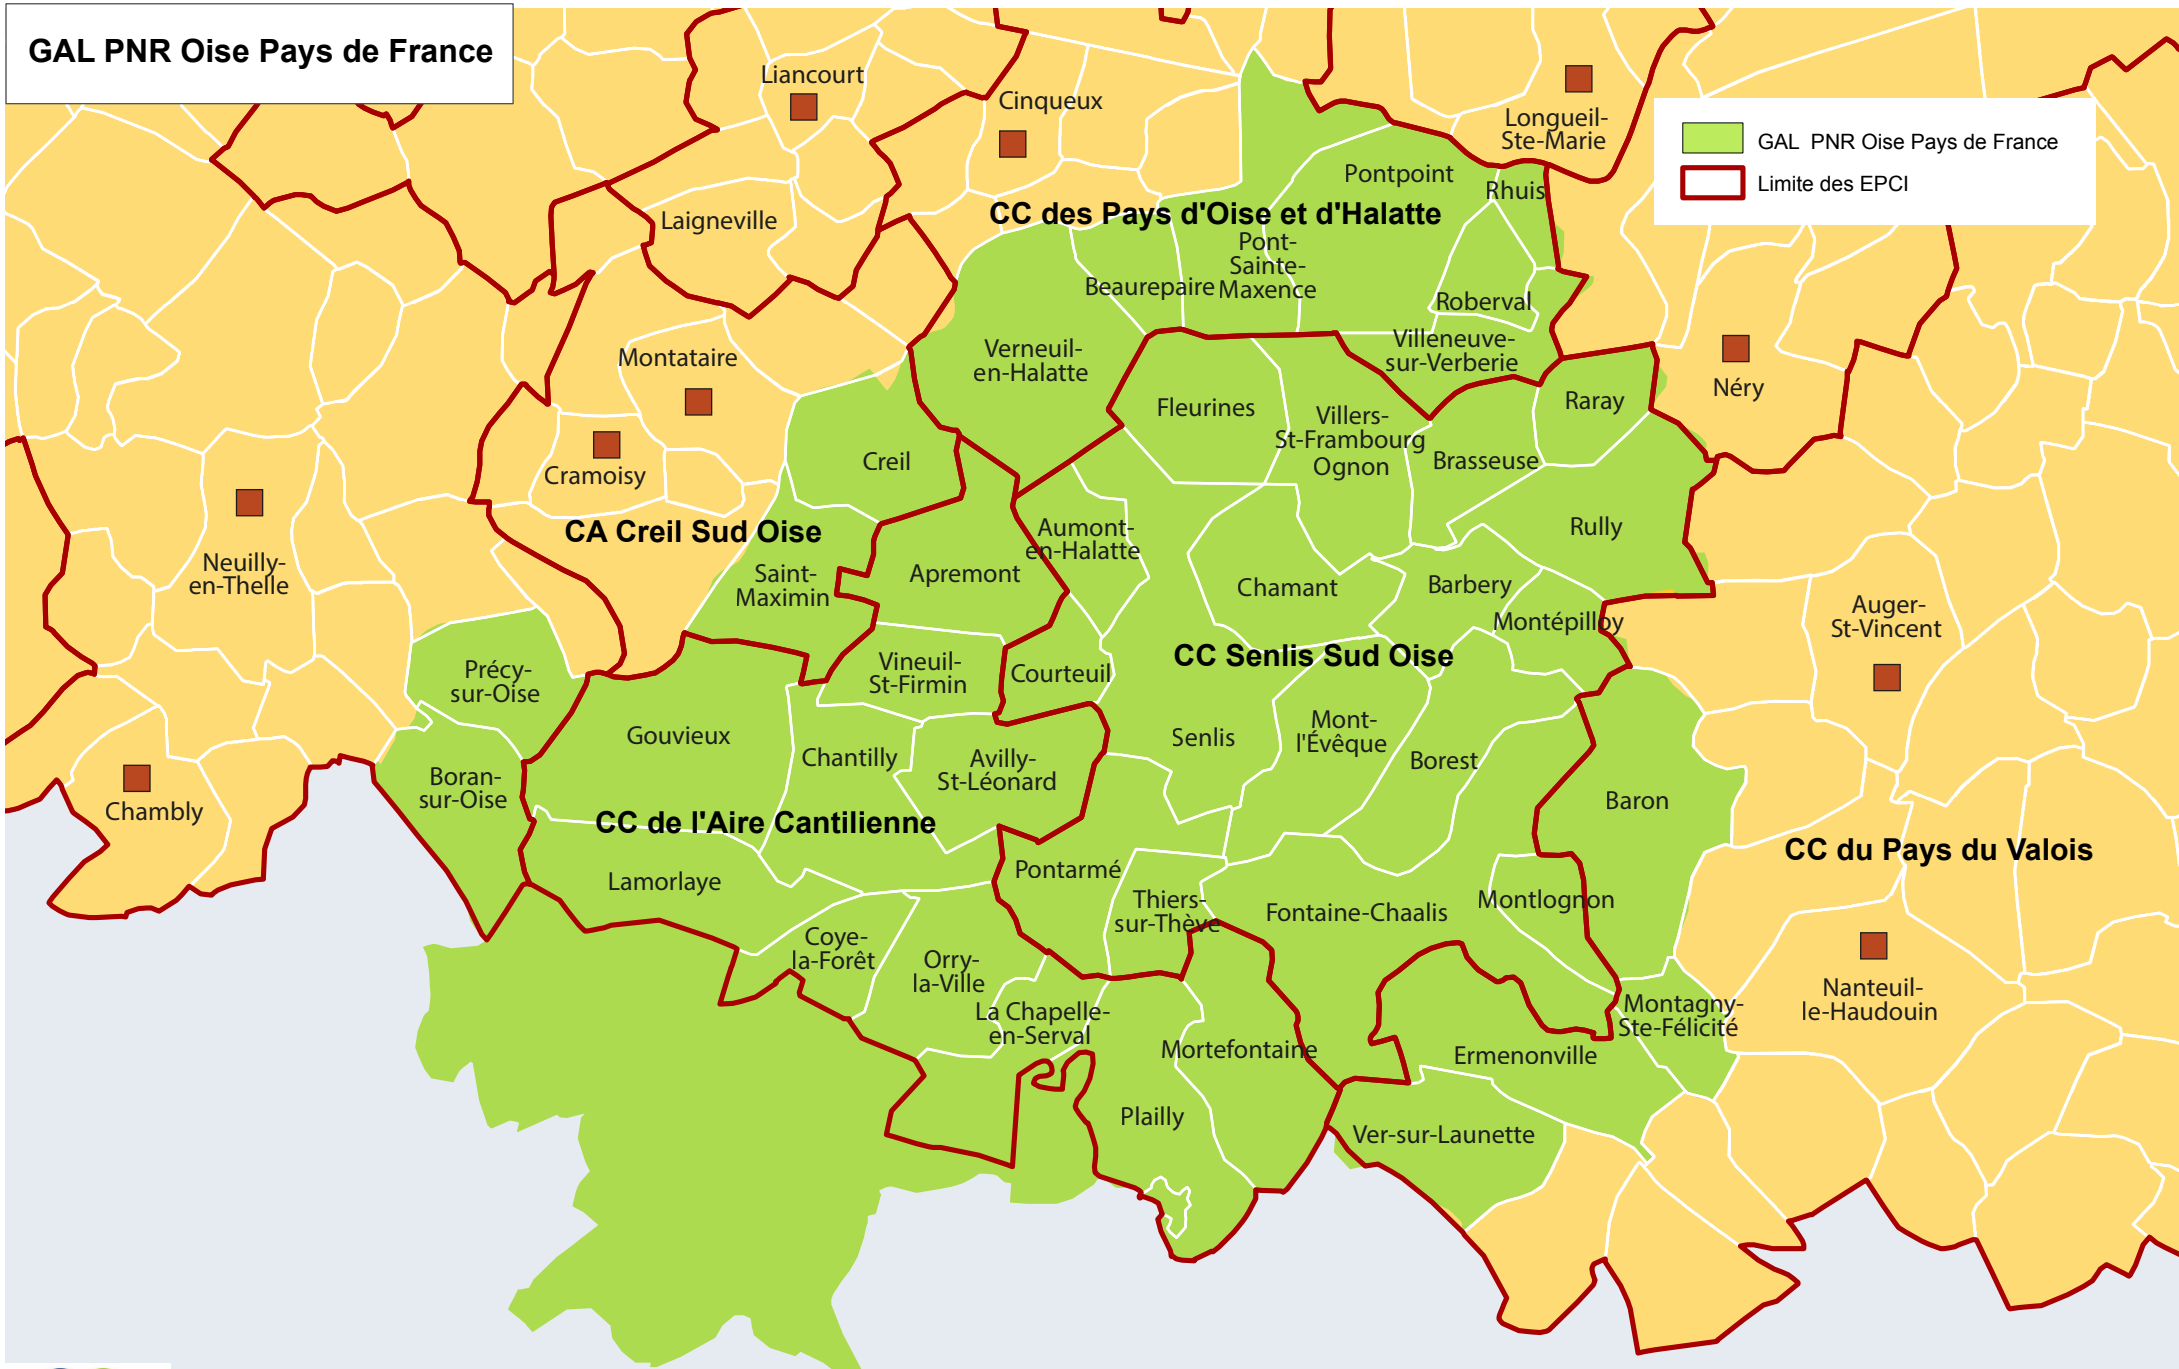 GAL PNR Oise Pays de France
Liancourt
Cinqueux
Longueil-
Ste-Marie
GAL PNR Oise Pays de France
Limite des EPCI
Laigneville
Pontpoint
Rhuis
CC des Pays d'Oise et d'Halatte
Pont-
Sainte-
Maxence
Beaurepaire
Roberval
Villeneuve-
sur-Verberie
Verneuil-
en-Halatte
Montataire
Néry
Fleurines
Villers-
St-Frambourg
Ognon
Raray
Brasseuse
Creil
Cramoisy
CA Creil Sud Oise
Aumont-
en-Halatte
Rully
Neuilly-
en-Thelle
Saint-
Maximin
Apremont
Chamant
Barbery
Montépilloy
Auger-
St-Vincent
Précy-
sur-Oise
Vineuil-
St-Firmin
Courteuil
CC Senlis Sud Oise
Gouvieux
Chantilly
Avilly-
St-Léonard
Senlis
Mont-
l'Évêque
Borest
Boran-
sur-Oise
Chambly
Baron
CC de l'Aire Cantilienne
CC du Pays du Valois
Lamorlaye
Pontarmé
Thiers-
sur-Thève
Fontaine-Chaalis
Montlognon
Coye-
la-Forêt
Orry-
la-Ville
La Chapelle-
en-Serval
Mortefontaine
Ermenonville
Montagny-
Ste-Félicité
Nanteuil-
le-Haudouin
Plailly
Ver-sur-Launette